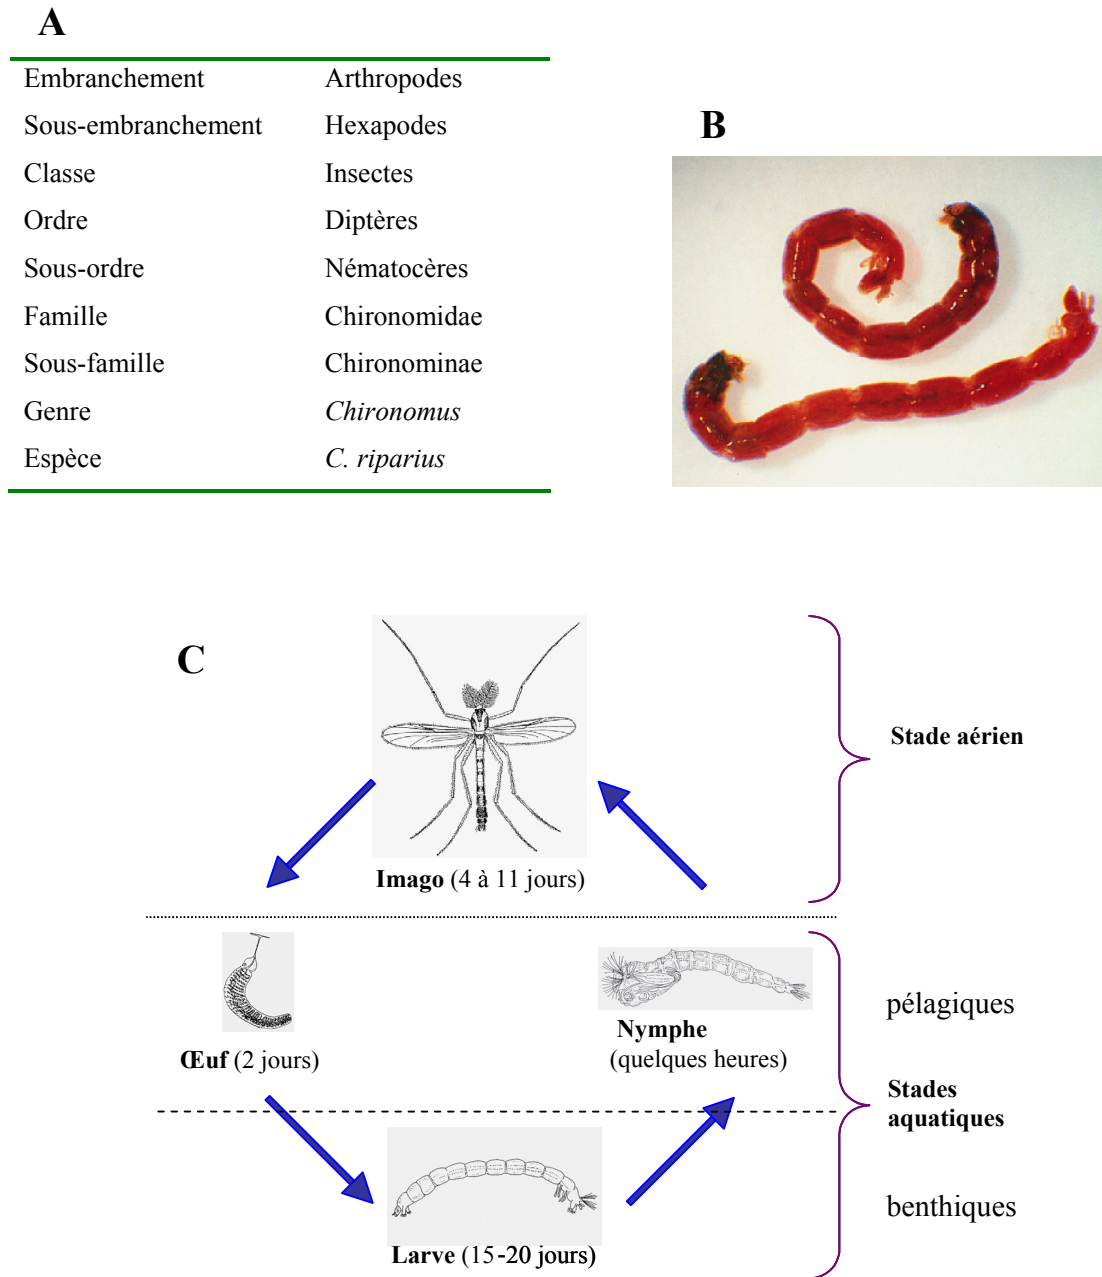 A
Embranchement Arthropodes
Sous-embranchement Hexapodes
Classe Insectes
Ordre Diptères
Sous-ordre Nématocères
Famille Chironomidae
Sous-famille Chironominae
Genre Chironomus
Espèce C. riparius
B
C
Stade aérien
Imago (4 à 11 jours)
Œuf (2 jours)
Nymphe
(quelques heures)
pélagiques
Stades
aquatiques
benthiques
Larve (15-20 jours)